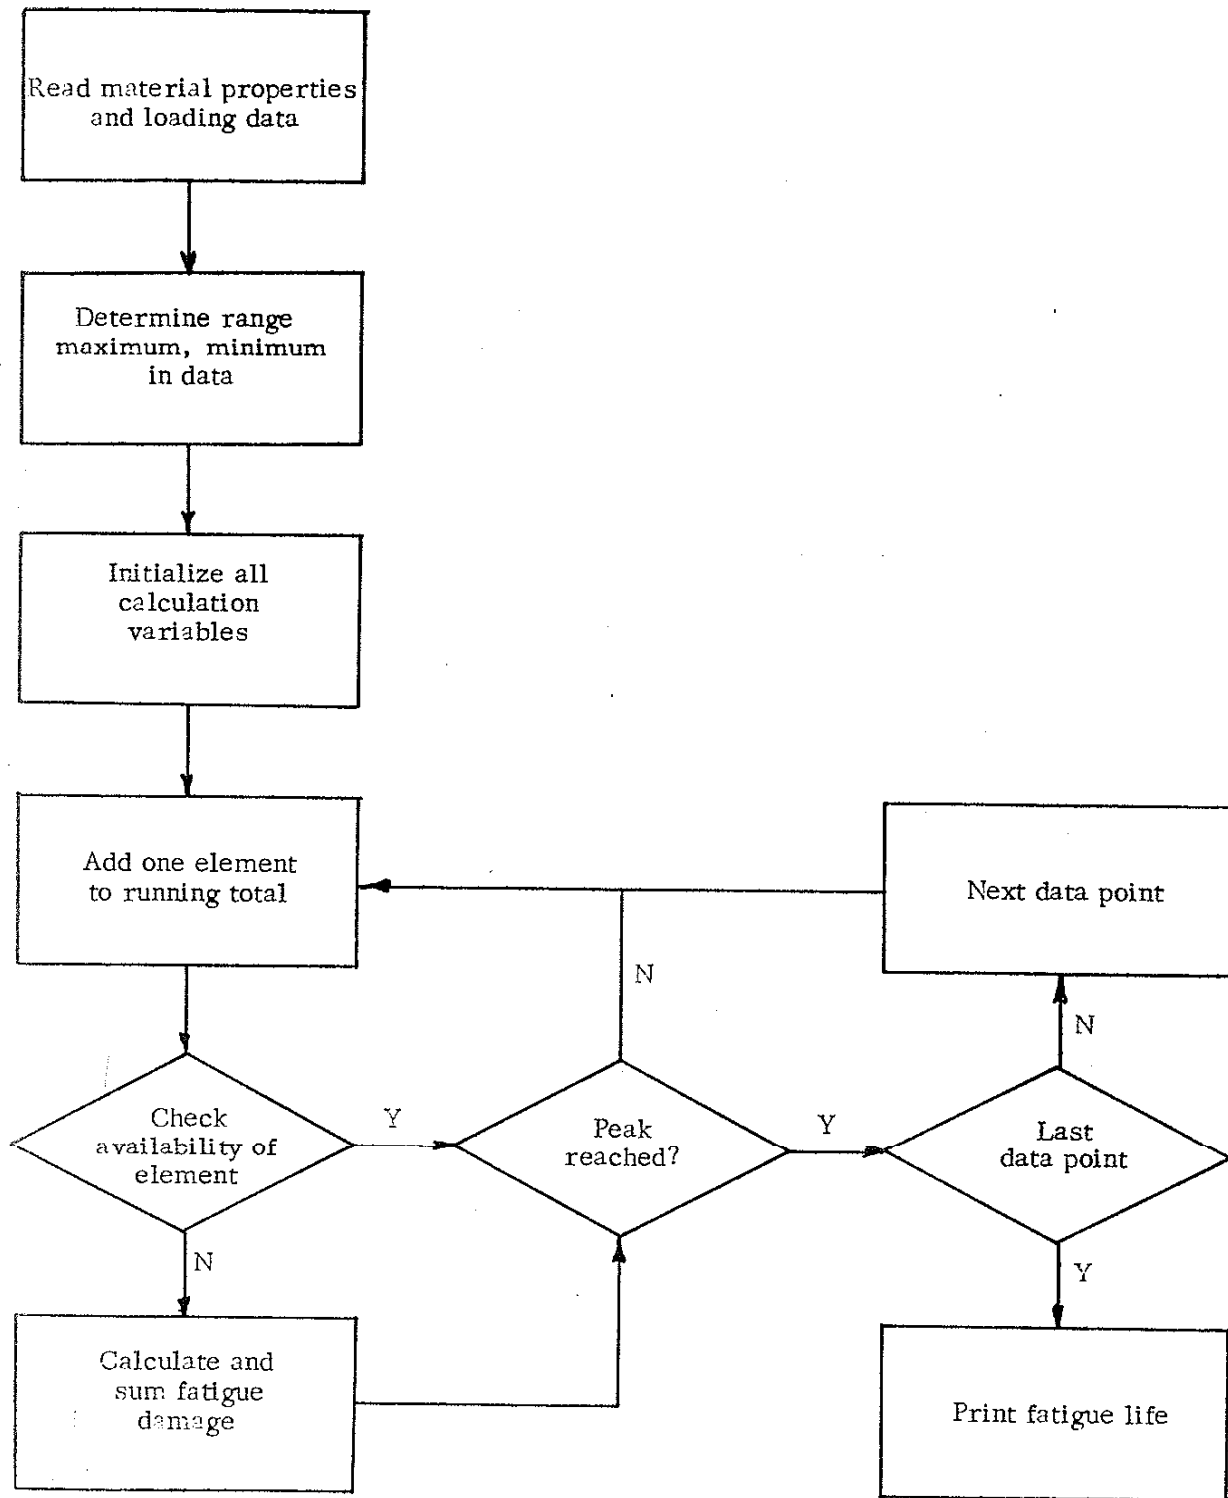 Read material properties
and loading data
Determine range
maximum, minimum
in data
Initialize all
calculation
variables
Add one element
to running total
Next data point
N
N
Check
availability of
element
Y
Peak
reached?
Y
Last
data point
N
Y
Calculate and
sum fatigue
damage
Print fatigue life